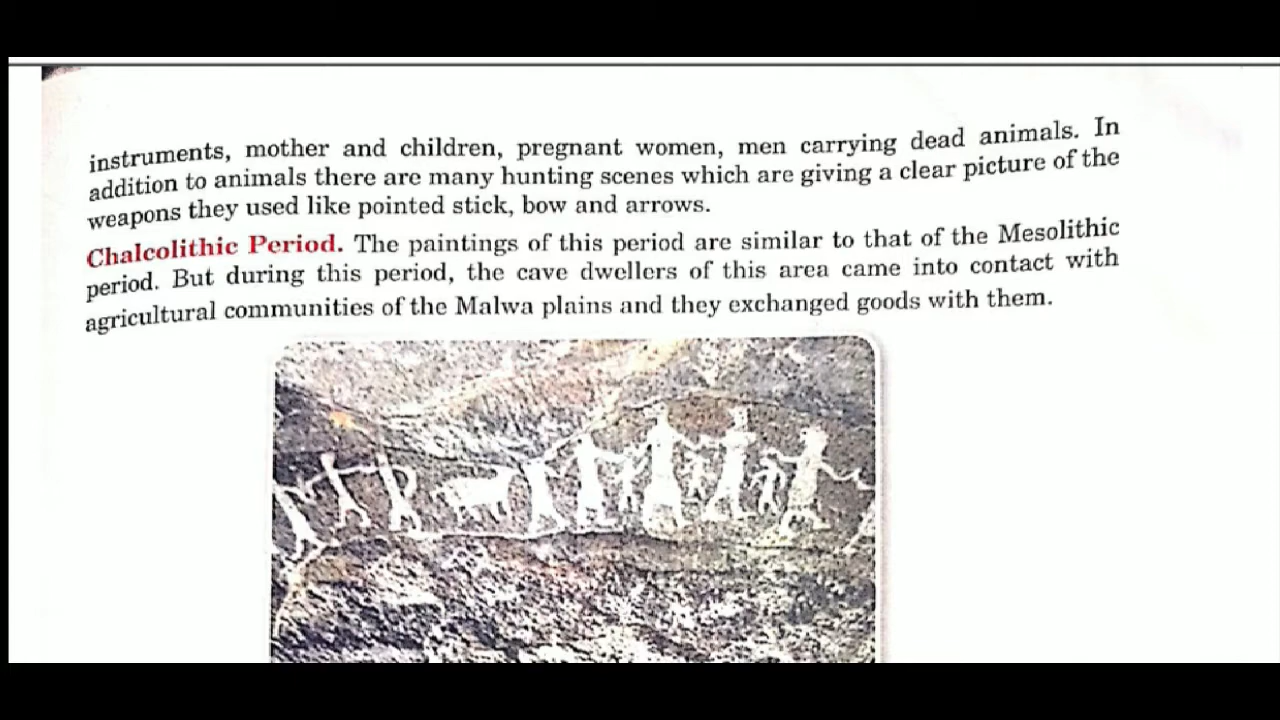 instruments, mother and children, pregnant women, men carrying dead animals. In
addition to animals there are many hunting scenes which are giving a clear picture of the
weapons they used like pointed stick, bow and arrows.
Chalcolithic Period. The paintings of this period are similar to that of the Mesolithic
period. But during this period, the cave dwellers of this area came into contact with
agricultural communities of the Malwa plains and they exchanged goods with them.